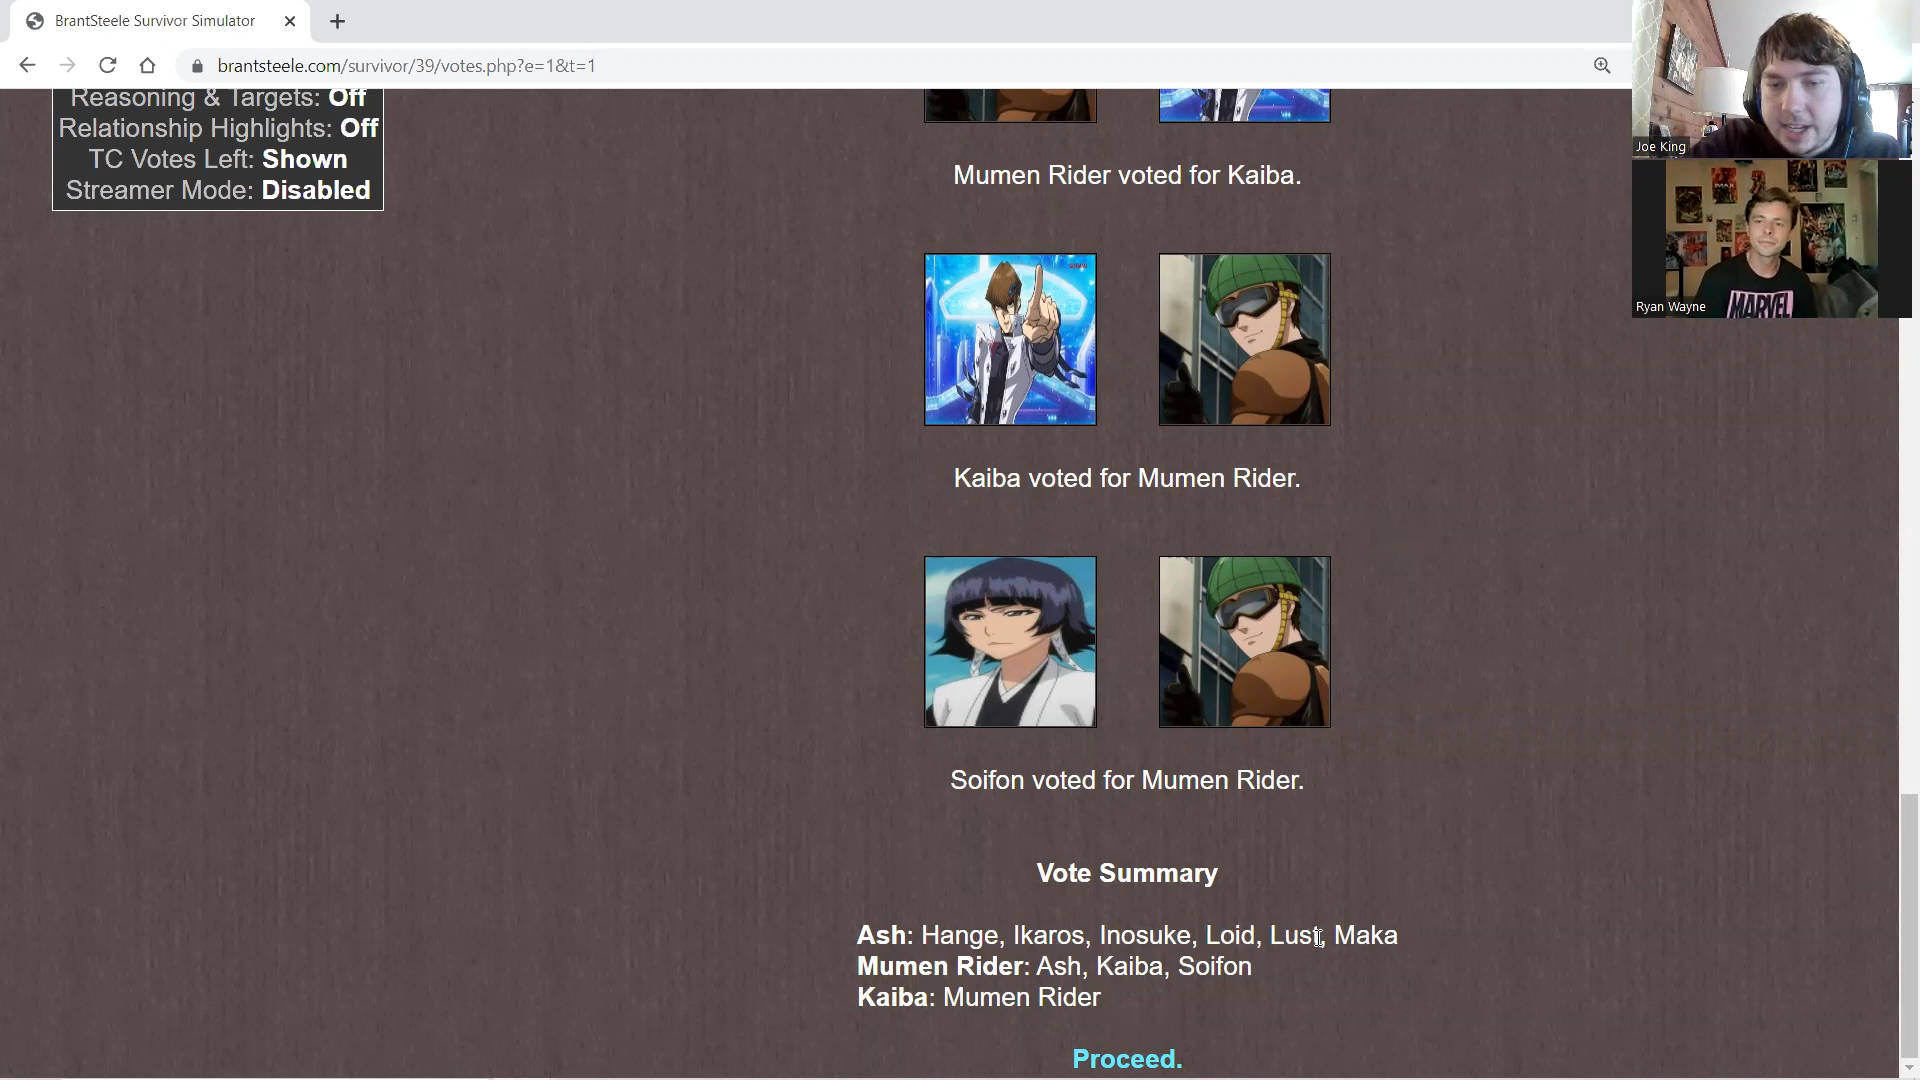 BrantSteele Survivor Simulator
brantsteele.com/survivor/39/votes.php?e=1&t=1
Reasoning & Targets: Off
Relationship Highlights: Off
TC Votes Left: Shown
Streamer Mode: Disabled
Mumen Rider voted for Kaiba.
Kaiba voted for Mumen Rider.
Soifon voted for Mumen Rider.
Vote Summary
Ash: Hange, Ikaros, Inosuke, Loid, Lust, Maka
Mumen Rider: Ash, Kaiba, Soifon
Kaiba: Mumen Rider
Proceed.
Joe King
MARVEL
Ryan Wayne